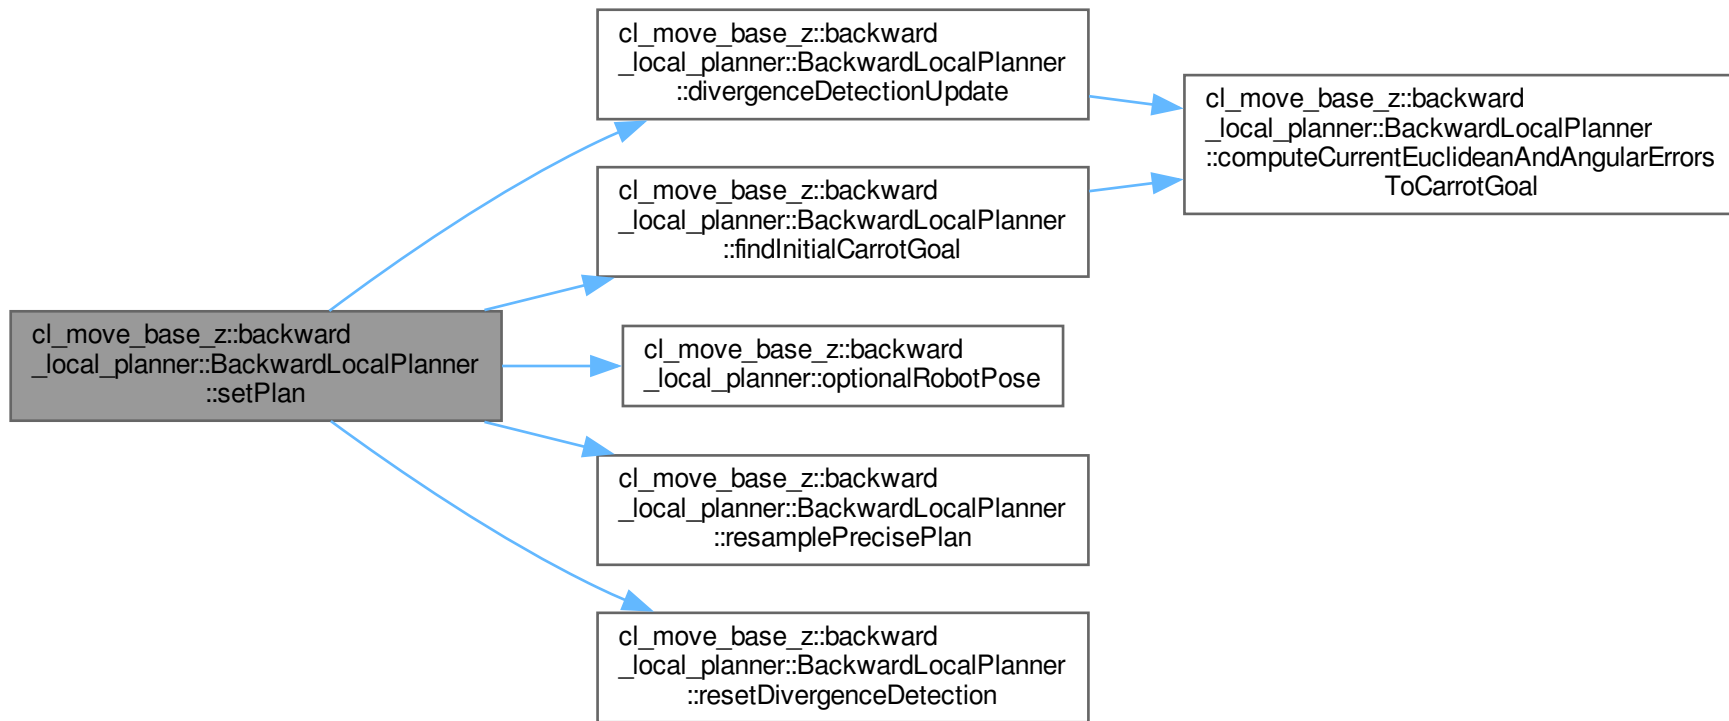 cl_move_base_z::backward
_local_planner::BackwardLocalPlanner
::setPlan
cl_move_base_z::backward
_local_planner::BackwardLocalPlanner
::divergenceDetectionUpdate
cl_move_base_z::backward
_local_planner::BackwardLocalPlanner
::findInitialCarrotGoal
cl_move_base_z::backward
_local_planner::optionalRobotPose
cl_move_base_z::backward
_local_planner::BackwardLocalPlanner
::resamplePrecisePlan
cl_move_base_z::backward
_local_planner::BackwardLocalPlanner
::resetDivergenceDetection
cl_move_base_z::backward
_local_planner::BackwardLocalPlanner
::computeCurrentEuclideanAndAngularErrors
ToCarrotGoal